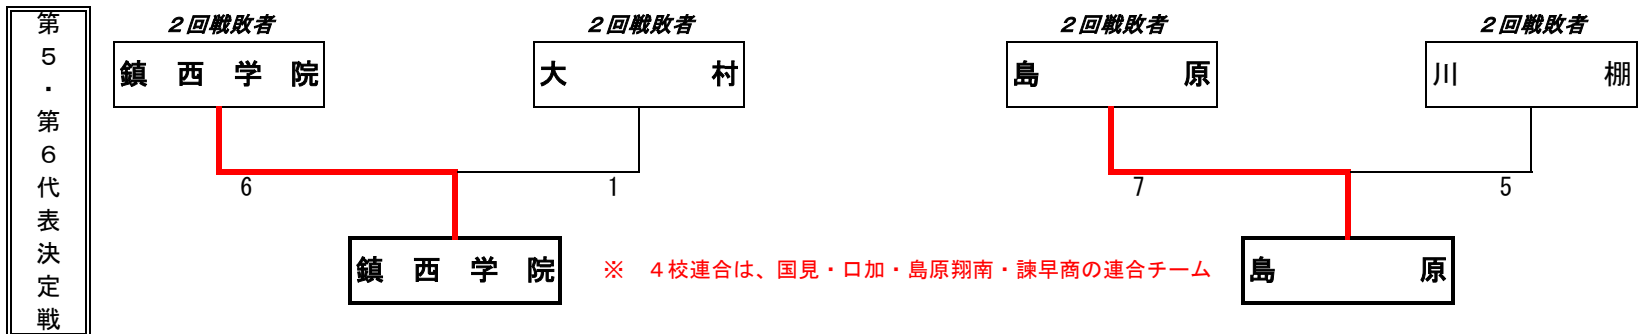 第5・第6代表決定戦
2回戦敗者 2回戦敗者 2回戦敗者 2回戦敗者
鎮西学院 大村 島原 川棚
6 1 7 5
鎮西学院 ※ 4校連合は、国見・口加・島原翔南・諫早商の連合チーム 島原